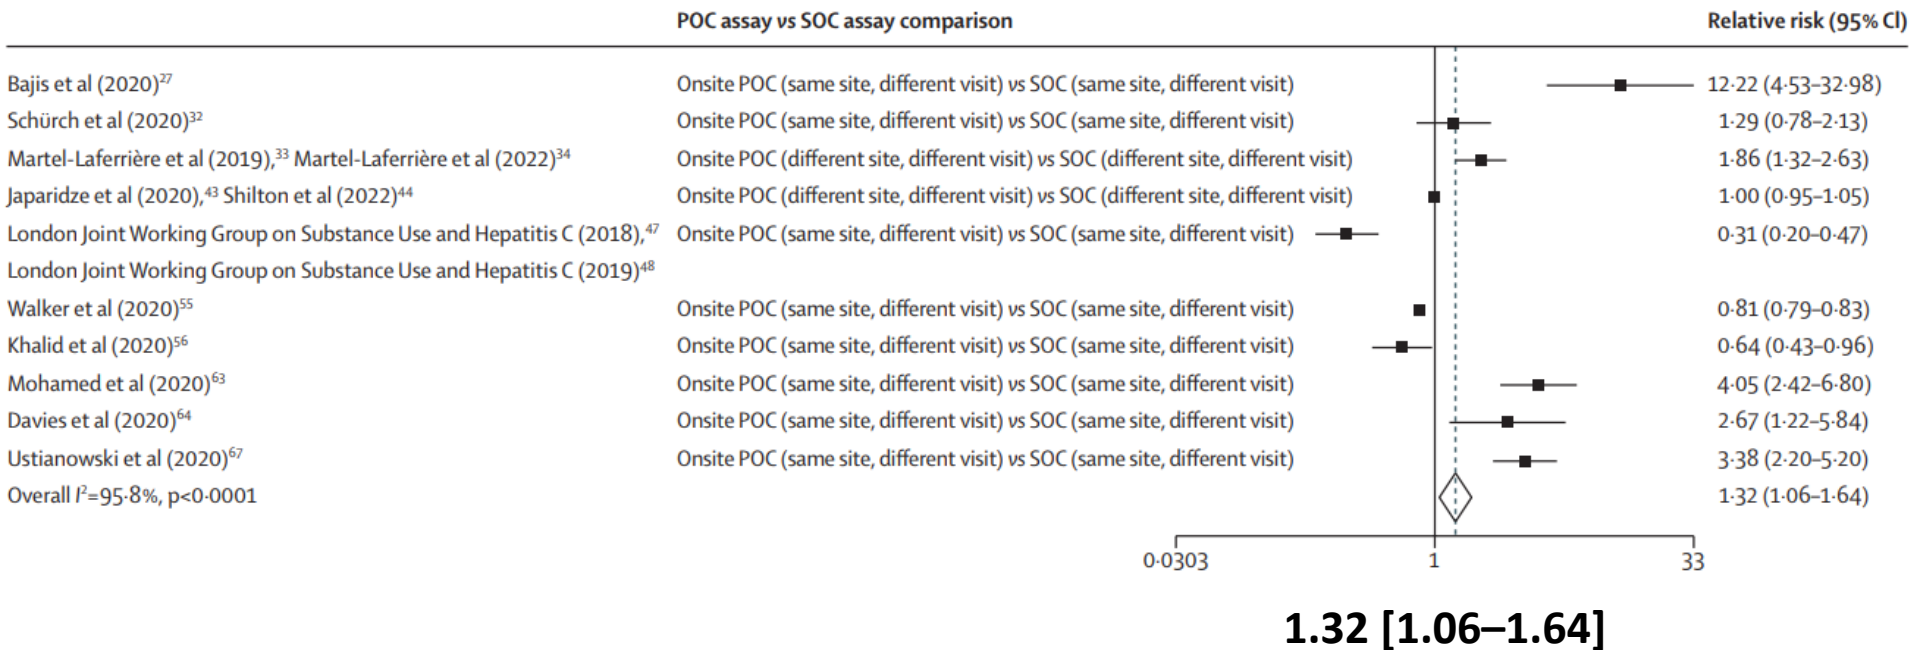 POC assay vs SOC assay comparison Relative risk (95% CI)
Bajis et al (2020)²⁷ Onsite POC (same site, different visit) vs SOC (same site, different visit) 12·22 (4·53–32·98)
Schürch et al (2020)³² Onsite POC (same site, different visit) vs SOC (same site, different visit) 1·29 (0·78–2·13)
Martel-Laferrière et al (2019),³³ Martel-Laferrière et al (2022)³⁴ Onsite POC (different site, different visit) vs SOC (different site, different visit) 1·86 (1·32–2·63)
Japaridze et al (2020),⁴³ Shilton et al (2022)⁴⁴ Onsite POC (different site, different visit) vs SOC (different site, different visit) 1·00 (0·95–1·05)
London Joint Working Group on Substance Use and Hepatitis C (2018),⁴⁷ Onsite POC (same site, different visit) vs SOC (same site, different visit) 0·31 (0·20–0·47)
London Joint Working Group on Substance Use and Hepatitis C (2019)⁴⁸
Walker et al (2020)⁵⁵ Onsite POC (same site, different visit) vs SOC (same site, different visit) 0·81 (0·79–0·83)
Khalid et al (2020)⁵⁶ Onsite POC (same site, different visit) vs SOC (same site, different visit) 0·64 (0·43–0·96)
Mohamed et al (2020)⁶³ Onsite POC (same site, different visit) vs SOC (same site, different visit) 4·05 (2·42–6·80)
Davies et al (2020)⁶⁴ Onsite POC (same site, different visit) vs SOC (same site, different visit) 2·67 (1·22–5·84)
Ustianowski et al (2020)⁶⁷ Onsite POC (same site, different visit) vs SOC (same site, different visit) 3·38 (2·20–5·20)
Overall I²=95·8%, p<0·0001 1·32 (1·06–1·64)
0·0303 1 33
1.32 [1.06–1.64]